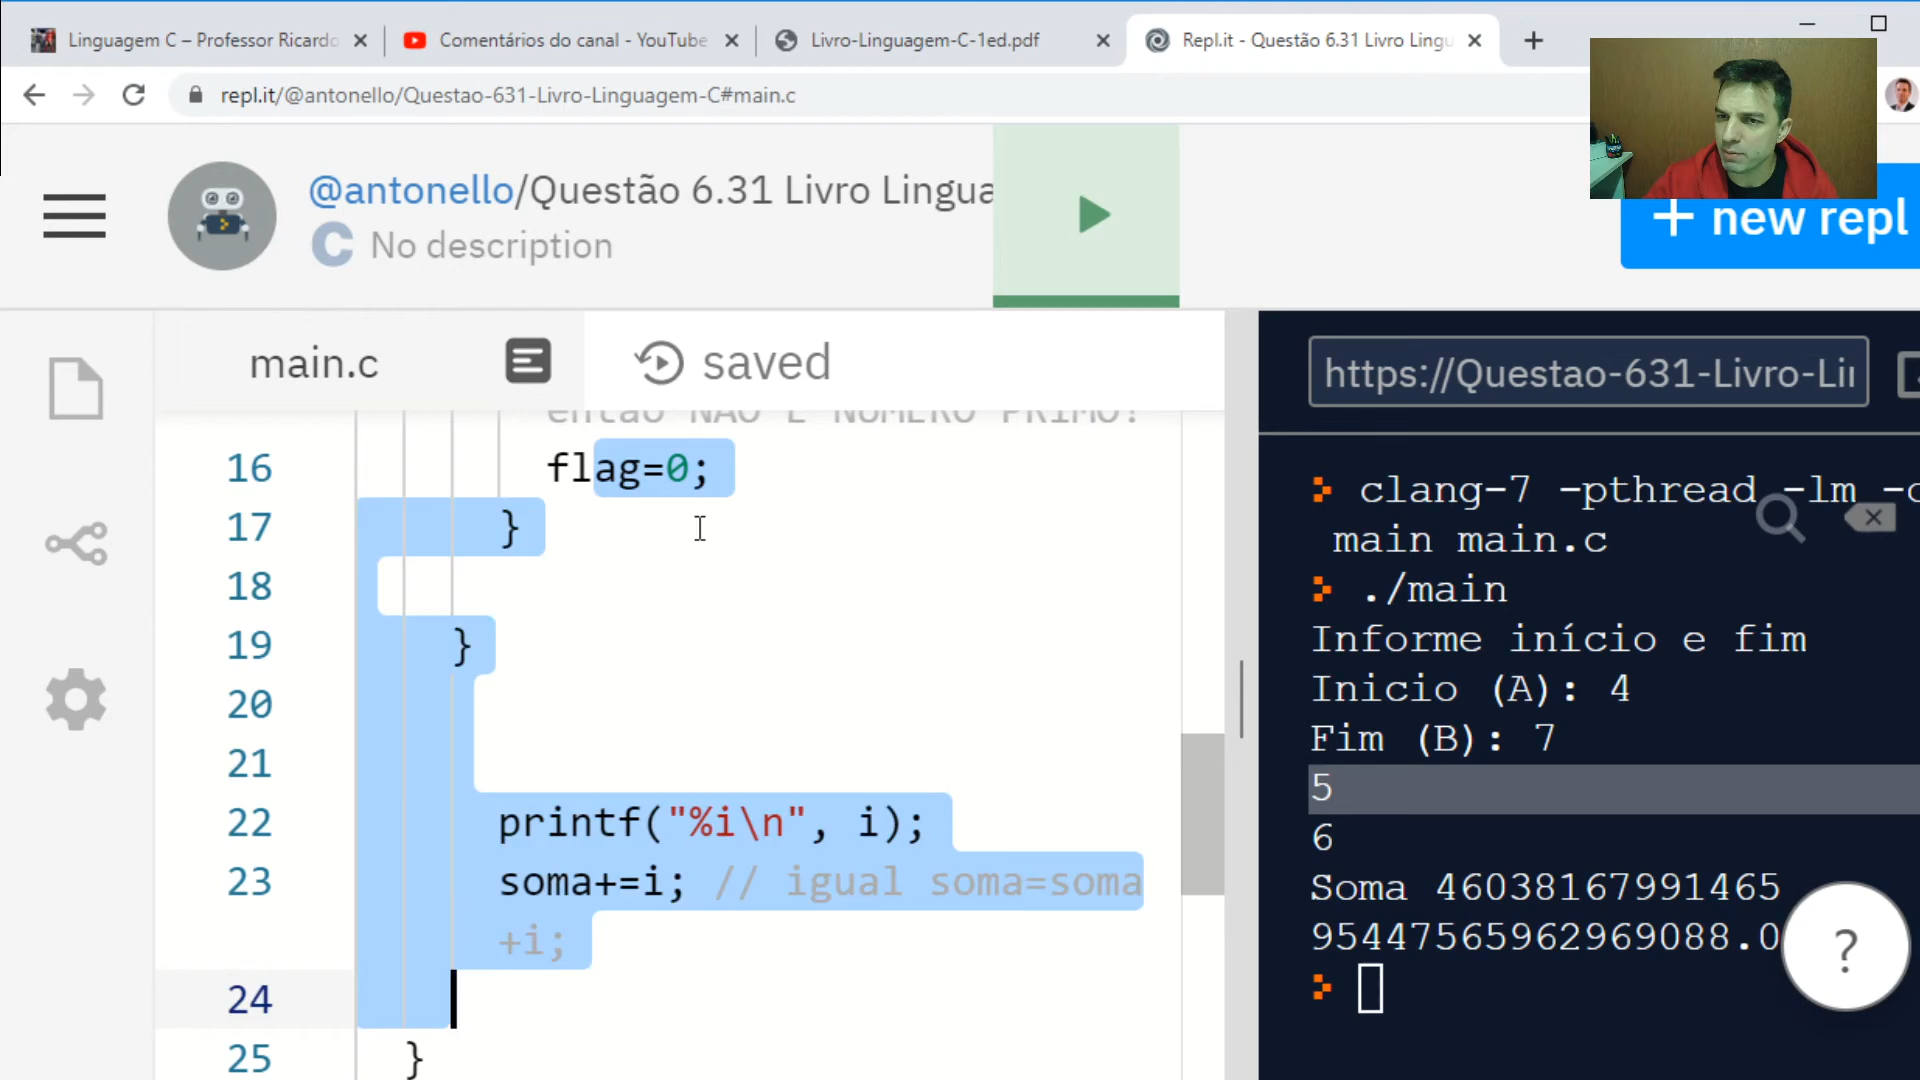 Linguagem C – Professor Ricardo
Comentários do canal - YouTube
Livro-Linguagem-C-1ed.pdf
Repl.it - Questão 6.31 Livro Lingu
repl.it/@antonello/Questao-631-Livro-Linguagem-C#main.c
@antonello/Questão 6.31 Livro Lingua
C No description
+ new repl
main.c
saved
https://Questao-631-Livro-Li
então NÃO É NÚMERO PRIMO!
16 flag=0;
17 }
18
19 }
20
21
22 printf("%i\n", i);
23 soma+=i; // igual soma=soma
+i;
24
25 }
clang-7 -pthread -lm -o
main main.c
./main
Informe início e fim
Inicio (A): 4
Fim (B): 7
5
6
Soma 46038167991465
95447565962969088.0
?